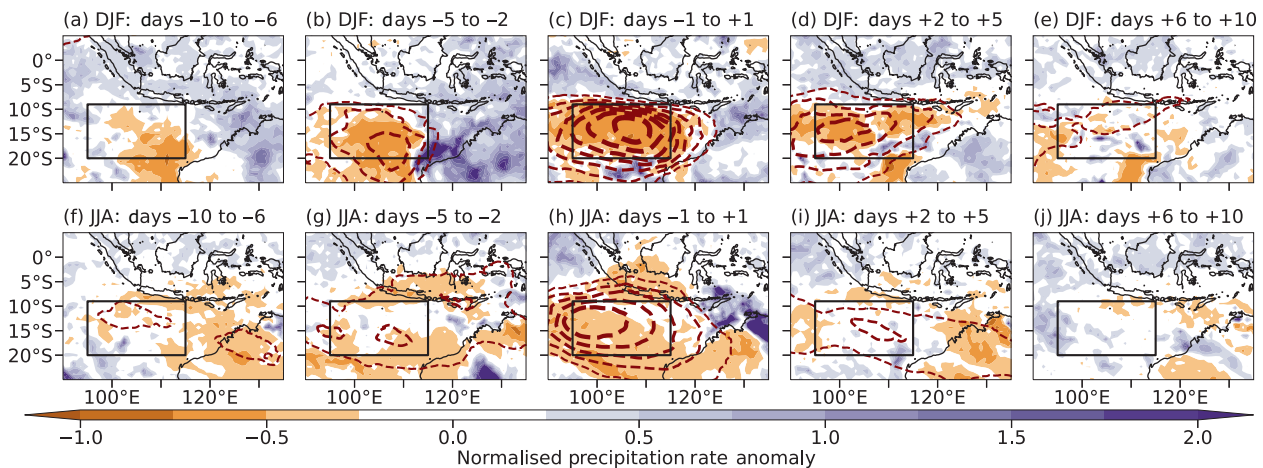 (a) DJF: days −10 to −6
(b) DJF: days −5 to −2
(c) DJF: days −1 to +1
(d) DJF: days +2 to +5
(e) DJF: days +6 to +10
0°
5°S
10°S
15°S
20°S
(f) JJA: days −10 to −6
(g) JJA: days −5 to −2
(h) JJA: days −1 to +1
(i) JJA: days +2 to +5
(j) JJA: days +6 to +10
0°
5°S
10°S
15°S
20°S
100°E 120°E 100°E 120°E 100°E 120°E 100°E 120°E 100°E 120°E
−1.0 −0.5 0.0 0.5 1.0 1.5 2.0
Normalised precipitation rate anomaly